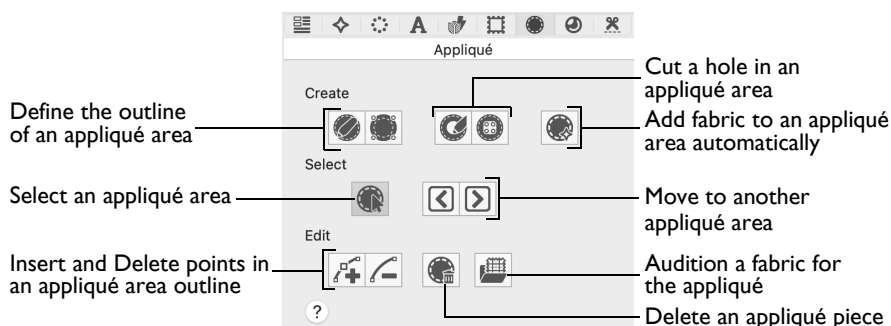 A
Appliqué
Create
Select
Edit
?
Define the outline
of an appliqué area
Select an appliqué area
Insert and Delete points in
an appliqué area outline
Cut a hole in an
appliqué area
Add fabric to an appliqué
area automatically
Move to another
appliqué area
Audition a fabric for
the appliqué
Delete an appliqué piece